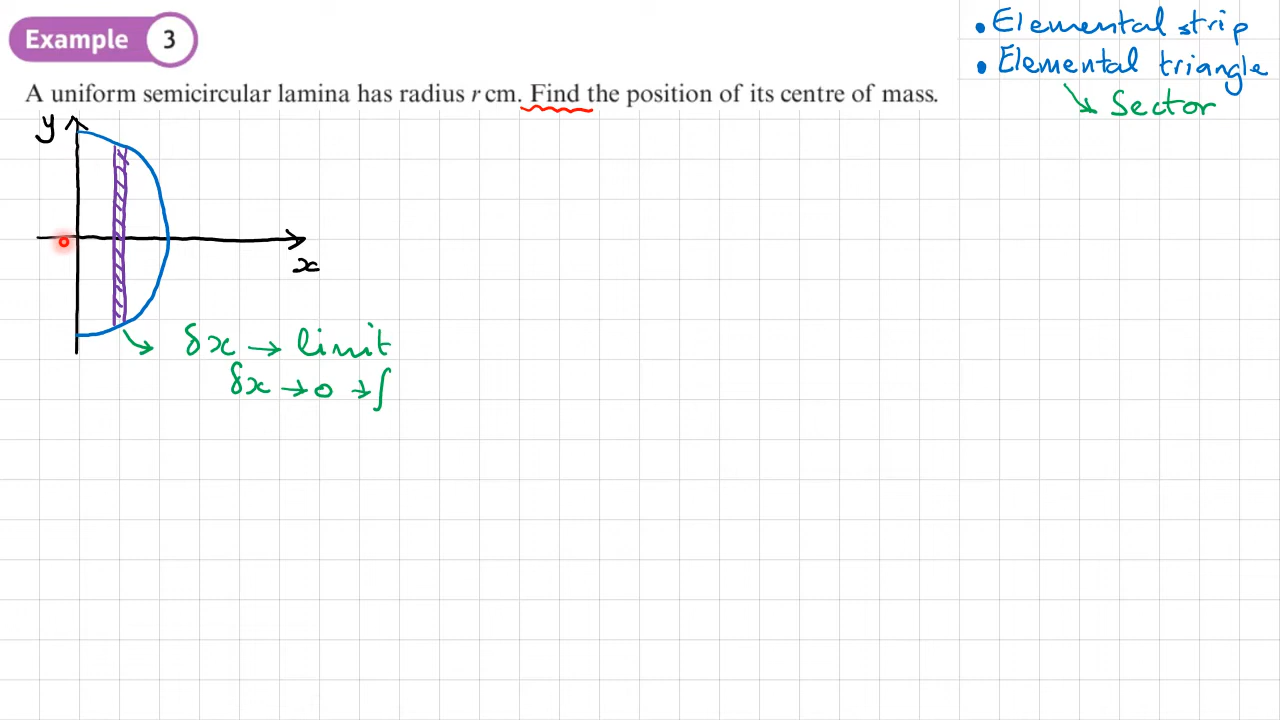 Example 3
• Elemental strip
• Elemental triangle
↘ Sector
A uniform semicircular lamina has radius r cm. Find the position of its centre of mass.
y
x
δx → limit
δx → 0 → ∫